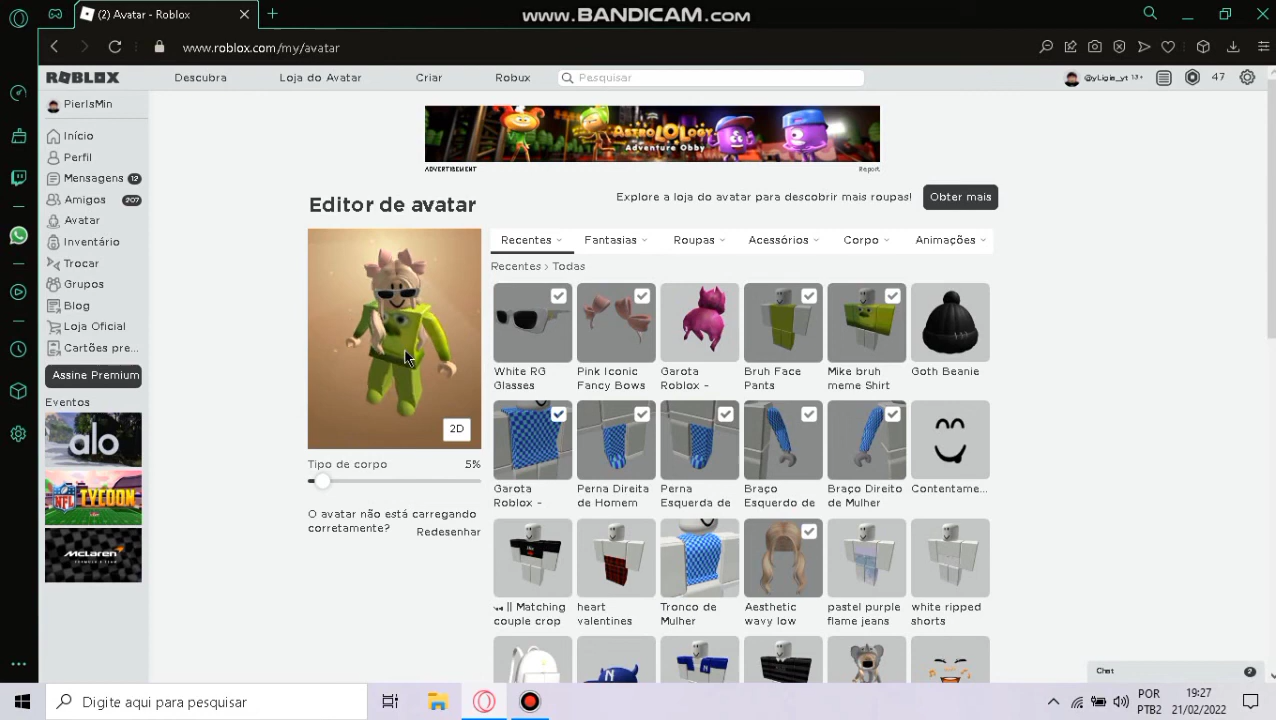 www.BANDICAM.com
Avatar - Roblox
www.roblox.com/my/avatar
ROBLOX
Descubra
Loja do Avatar
Criar
Robux
Pesquisar
@yLigia_yt 13+
47
PierIsMin
Início
Perfil
Mensagens 12
Amigos 207
Avatar
Inventário
Trocar
Grupos
Blog
Loja Oficial
Cartões pre...
Assine Premium
Eventos
alo
NFL TYCOON
McLaren
ASTROLOLOGY
Adventure Obby
ADVERTISEMENT
Report
Editor de avatar
Explore a loja do avatar para descobrir mais roupas!
Obter mais
2D
Tipo de corpo 5%
O avatar não está carregando
corretamente?
Redesenhar
Recentes
Fantasias
Roupas
Acessórios
Corpo
Animações
Recentes > Todas
White RG
Glasses
Pink Iconic
Fancy Bows
Garota
Roblox -
Bruh Face
Pants
Mike bruh
meme Shirt
Goth Beanie
Garota
Roblox -
Perna Direita
de Homem
Perna
Esquerda de
Braço
Esquerdo de
Braço Direito
de Mulher
Contentame...
|| Matching
couple crop
heart
valentines
Tronco de
Mulher
Aesthetic
wavy low
pastel purple
flame jeans
white ripped
shorts
Chat
Digite aqui para pesquisar
POR
PTB2
19:27
21/02/2022